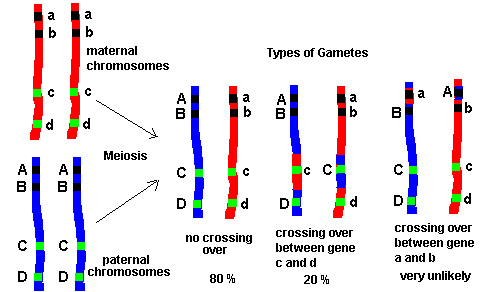 a a
b b
maternal
chromosomes
c c
d d
Meiosis
A A
B B
C C
D D
paternal
chromosomes
Types of Gametes
A a
B b
C c
D d
no crossing
over
80 %
A a
B b
c C
D d
crossing over
between gene
c and d
20 %
a A
B b
C c
D d
crossing over
between gene
a and b
very unlikely